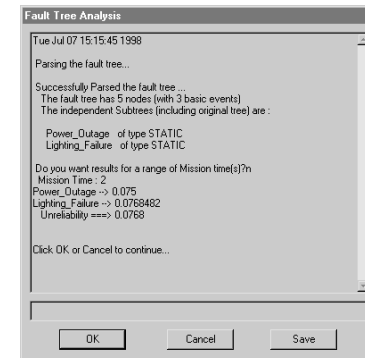 Fault Tree Analysis
Tue Jul 07 15:15:45 1998
Parsing the fault tree...
Successfully Parsed the fault tree ...
The fault tree has 5 nodes (with 3 basic events)
The independent Subtrees (including original tree) are :
Power_Outage of type STATIC
Lighting_Failure of type STATIC
Do you want results for a range of Mission time(s)?n
Mission Time : 2
Power_Outage --> 0.075
Lighting_Failure --> 0.0768482
Unreliability ===> 0.0768
Click OK or Cancel to continue...
OK Cancel Save